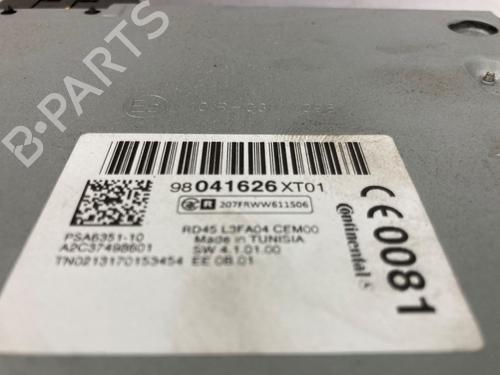 B-PARTS
98 041626 XT01
R 207FRWW611S06
PSA6351-10
A2C37498601
TN0213170153454
RD45 L3FA04 CEM00
Made in TUNISIA
SW 4.1.01.00
EE 08.01
CE 0081
Continental